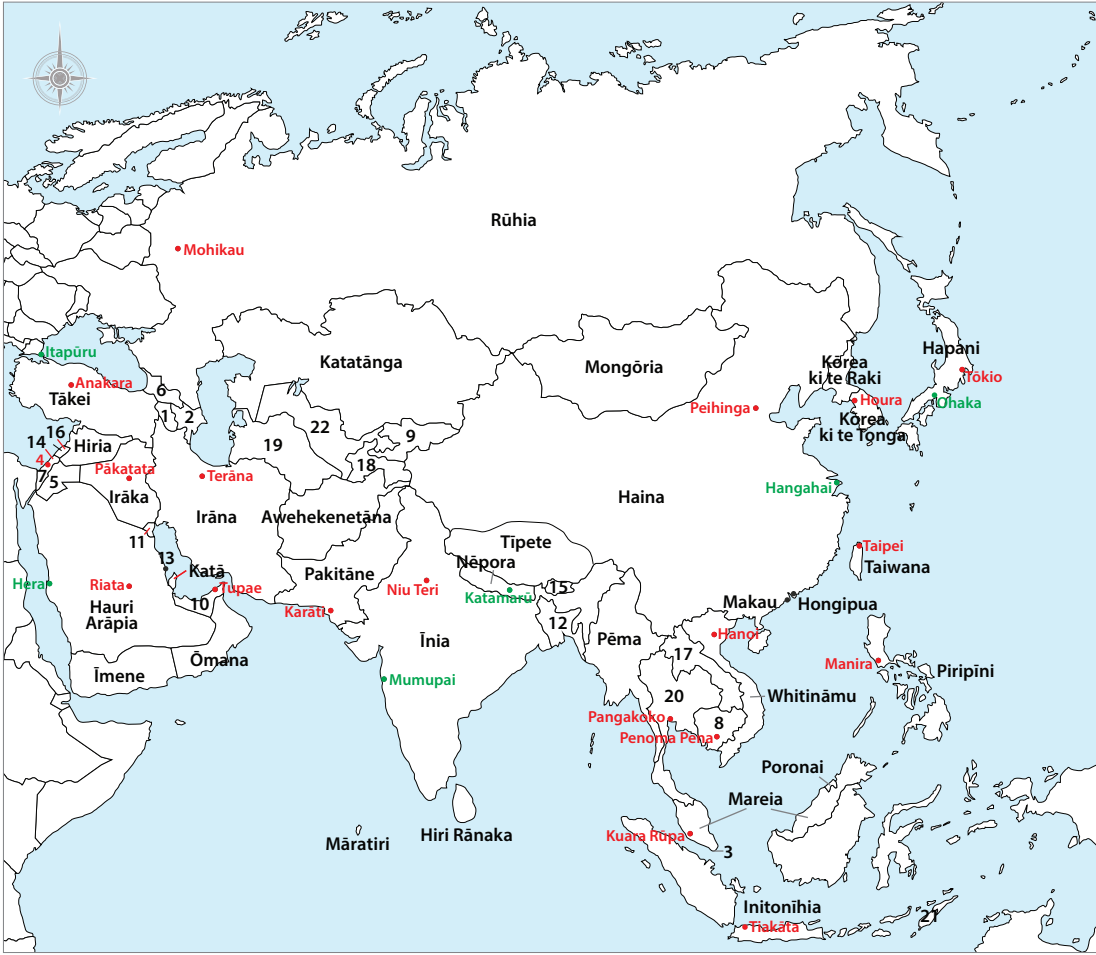 Rūhia
Mohikau
Itapūru
Katatānga
Mongōria
Hapani
Kōrea
ki te Raki
Tōkio
Anakara
Tākei
6
Peihinga
Houra
Ohaka
1
2
22
Kōrea
ki te Tonga
16
14
Hiria
19
9
4
18
7
5
Pākatata
Terāna
Hangahai
Irāka
Haina
Irāna
Awehekenetāna
11
Tīpete
Taipei
13
Nēpora
Taiwana
Katā
Pakitāne
Hera
Riata
Tupae
Niu Teri
Katamarū
15
10
Makau
Hongipua
Hauri
Arāpia
Karāti
12
Pēma
Hanoi
Īnia
17
Ōmana
Manira
Piripīni
Īmene
Mumupai
20
Whitināmu
Pangakoko
8
Penoma Pena
Poronai
Mareia
Māratiri
Hiri Rānaka
Kuara Rūpa
3
Initonīhia
21
Tiakāta